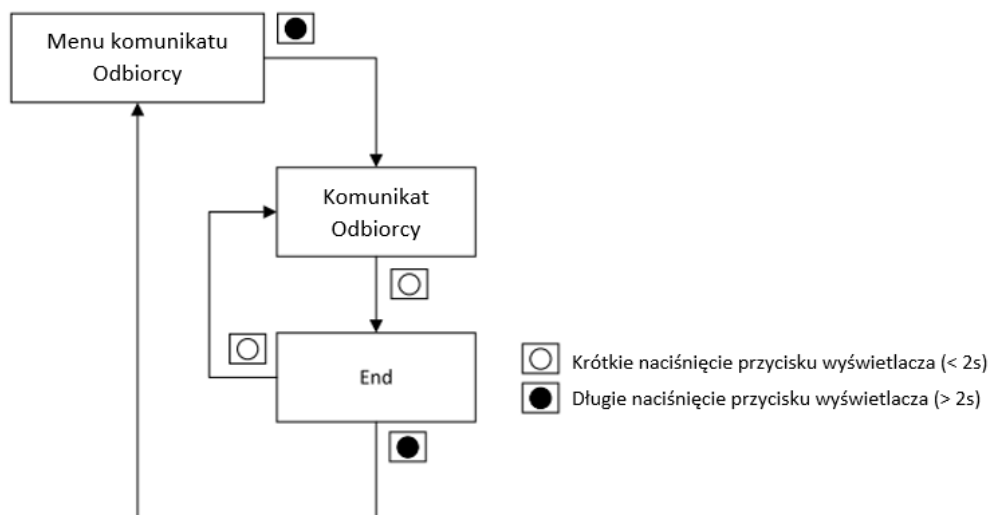 Menu komunikatu
Odbiorcy
Komunikat
Odbiorcy
End
Krótkie naciśnięcie przycisku wyświetlacza (< 2s)
Długie naciśnięcie przycisku wyświetlacza (> 2s)